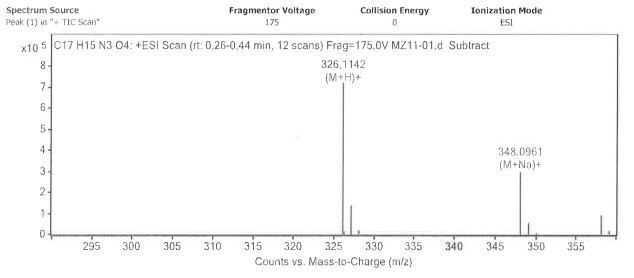 Spectrum Source Fragmentor Voltage Collision Energy Ionization Mode
Peak (1) in "+ TIC Scan" 175 0 ESI
x10 5 C17 H15 N3 O4: +ESI Scan (rt: 0,26-0,44 min, 12 scans) Frag=175,0V MZ11-01,d Subtract
8
326,1142
(M+H)+
7
6
5
4
348,0961
(M+Na)+
3
2
1
0
295 300 305 310 315 320 325 330 335 340 345 350 355
Counts vs. Mass-to-Charge (m/z)